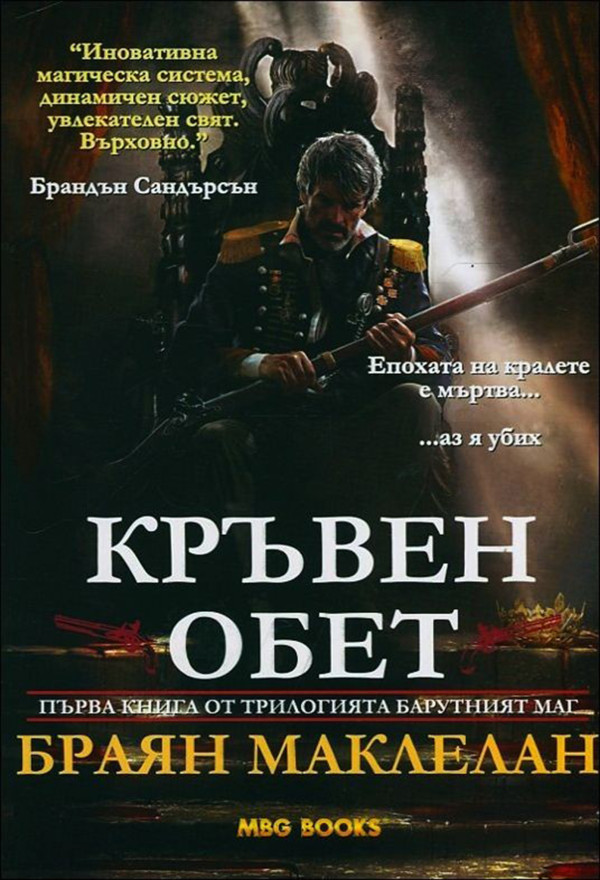 “Иновативна
магическа система,
динамичен сюжет,
увлекателен свят.
Върховно.”
Брандън Сандърсън
Епохата на кралете
е мъртва...
...аз я убих
КРЪВЕН
ОБЕТ
ПЪРВА КНИГА ОТ ТРИЛОГИЯТА БАРУТНИЯТ МАГ
БРАЯН МАКЛЕЛАН
MBG BOOKS